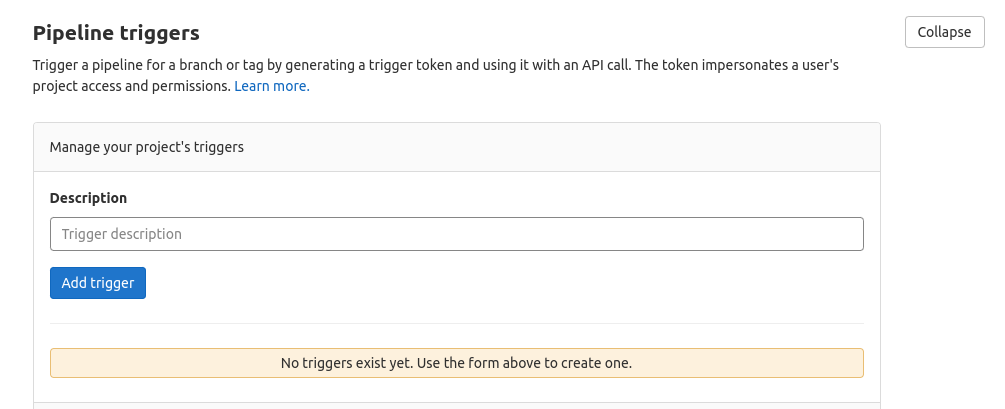 Pipeline triggers
Collapse
Trigger a pipeline for a branch or tag by generating a trigger token and using it with an API call. The token impersonates a user's
project access and permissions. Learn more.
Manage your project's triggers
Description
Trigger description
Add trigger
No triggers exist yet. Use the form above to create one.